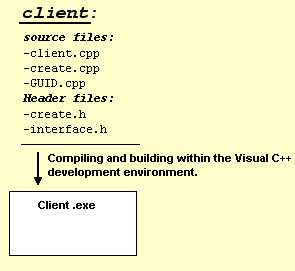 client:
source files:
-client.cpp
-create.cpp
-GUID.cpp
Header files:
-create.h
-interface.h
Compiling and building within the Visual C++
development environment.
Client .exe